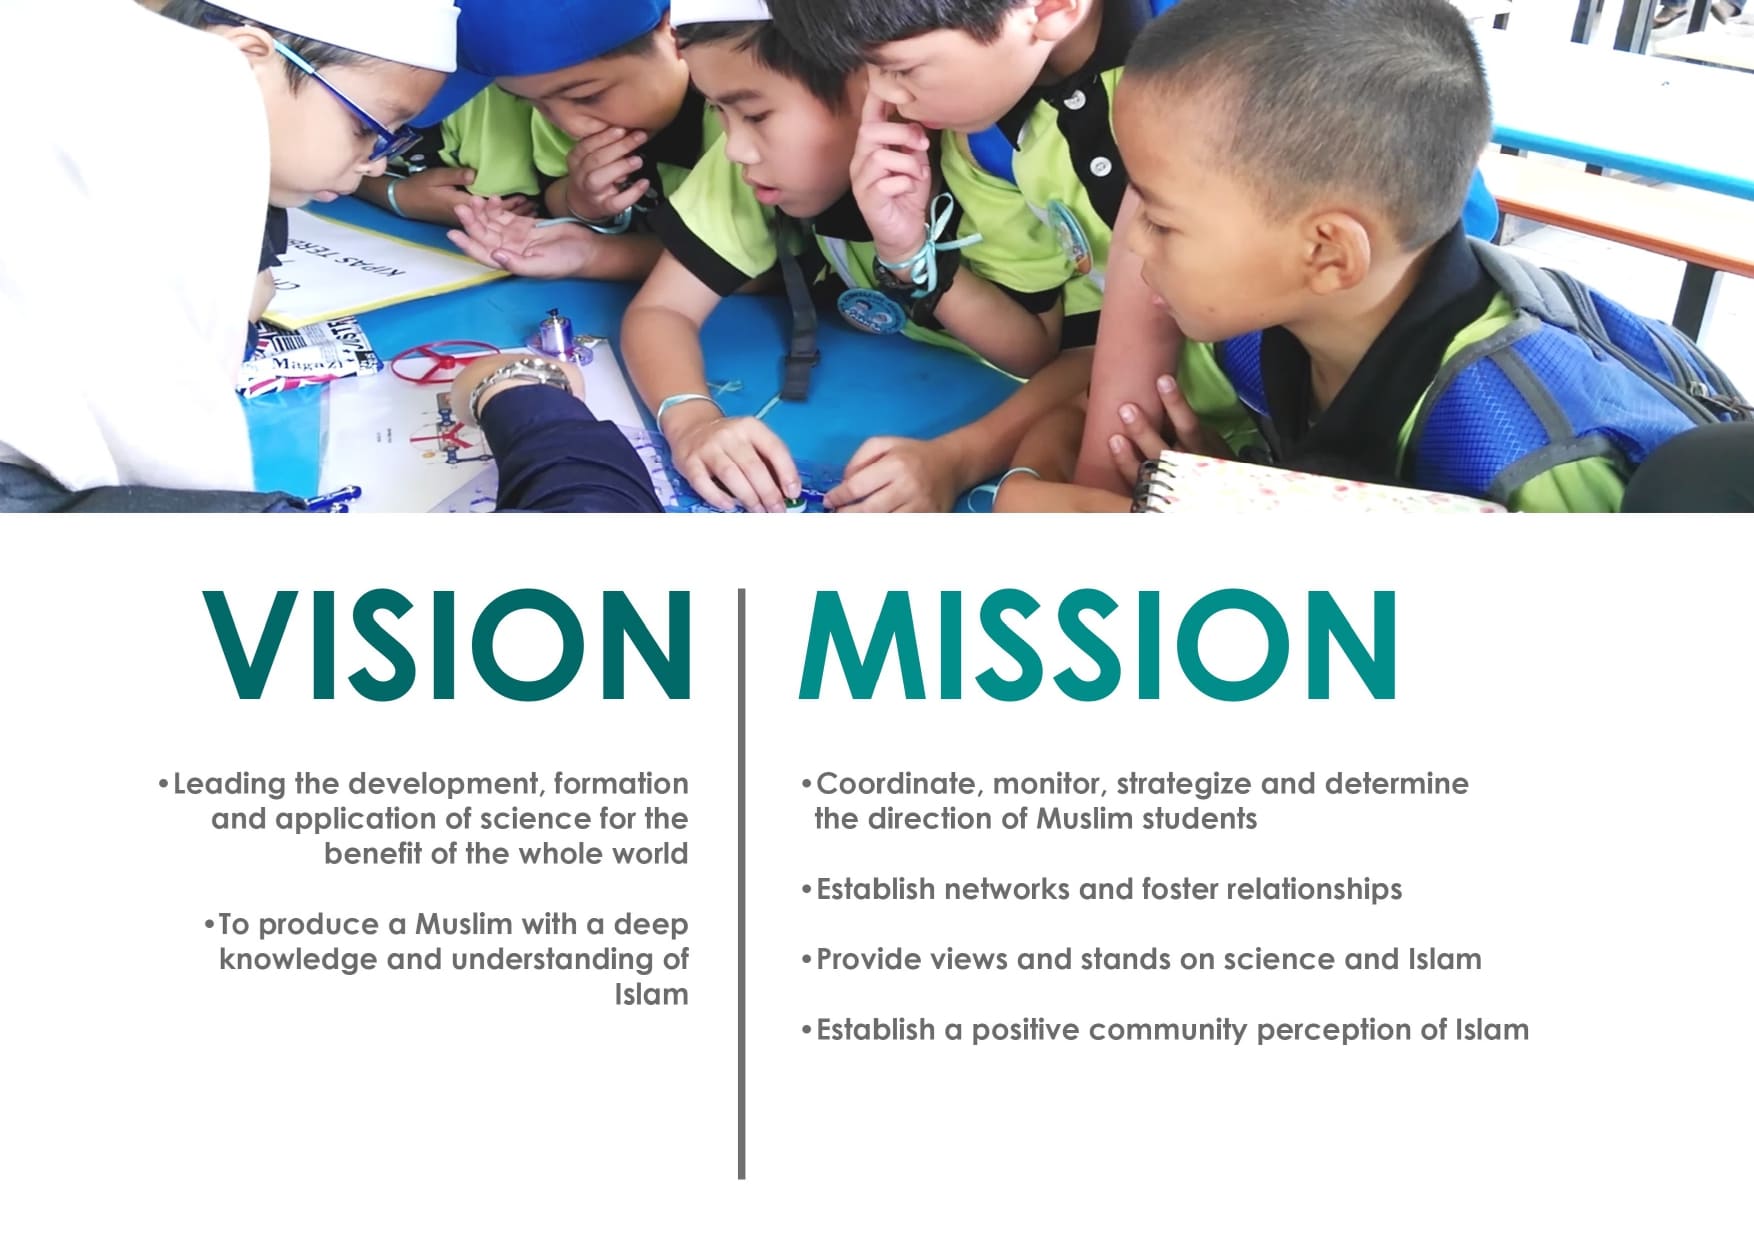 KIPAS TERB
Magaz
VISION
•Leading the development, formation
and application of science for the
benefit of the whole world
•To produce a Muslim with a deep
knowledge and understanding of
Islam
MISSION
•Coordinate, monitor, strategize and determine
the direction of Muslim students
•Establish networks and foster relationships
•Provide views and stands on science and Islam
•Establish a positive community perception of Islam